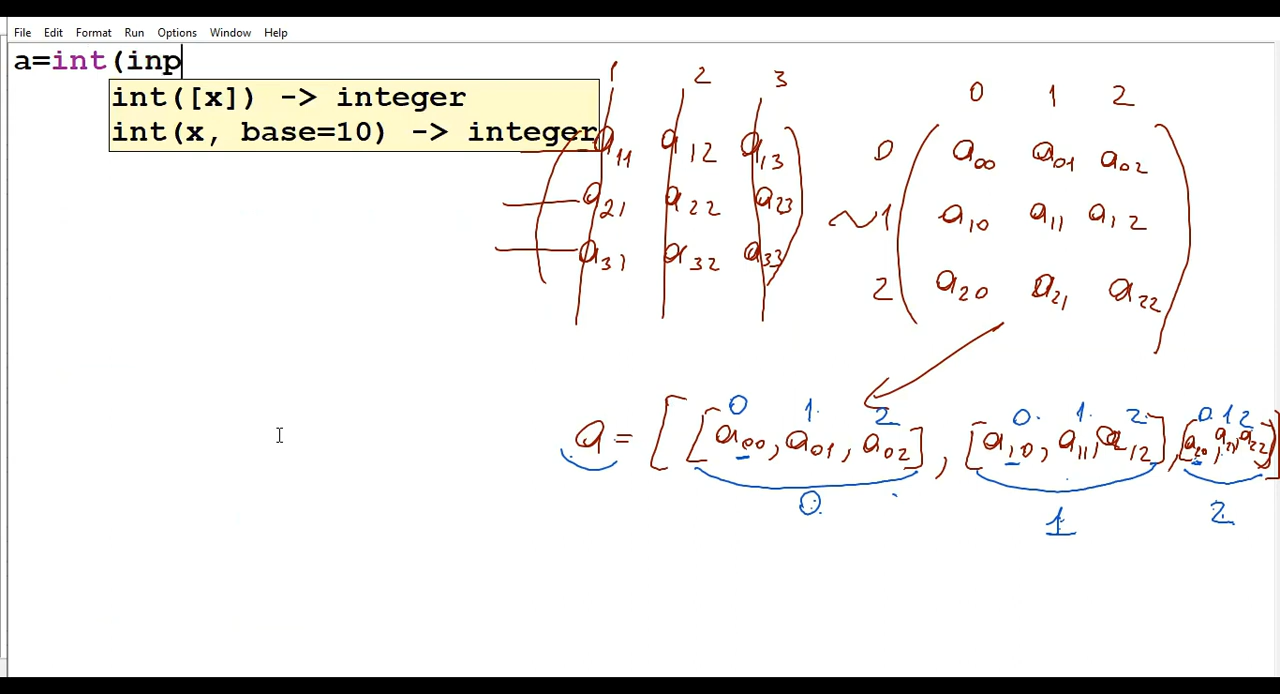 File Edit Format Run Options Window Help
a=int(inp
int([x]) -> integer
int(x, base=10) -> integer
1 2 3
a11 a12 a13
a21 a22 a23
a31 a32 a33
~
0 1 2
0 a00 a01 a02
1 a10 a11 a12
2 a20 a21 a22
0 1 2 0 1 2 0 1 2
a = [[a00, a01, a02], [a10, a11, a12], [a20, a21, a22]]
0 1 2